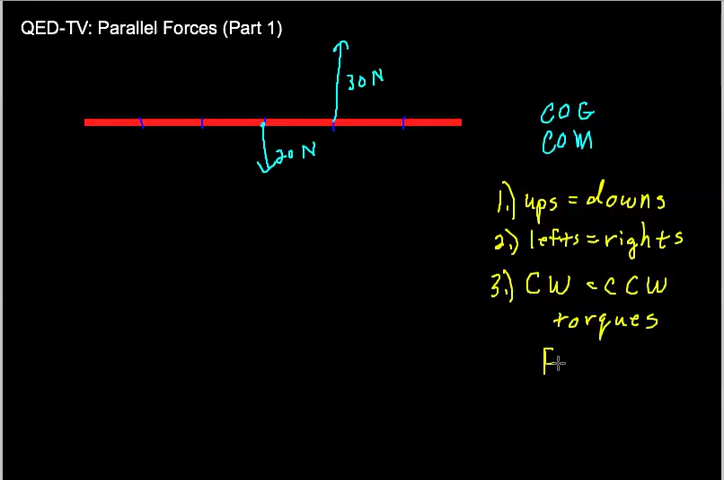 QED-TV: Parallel Forces (Part 1)
30 N
20 N
COG
COM
1.) ups = downs
2.) lefts = rights
3.) CW = CCW
torques
F